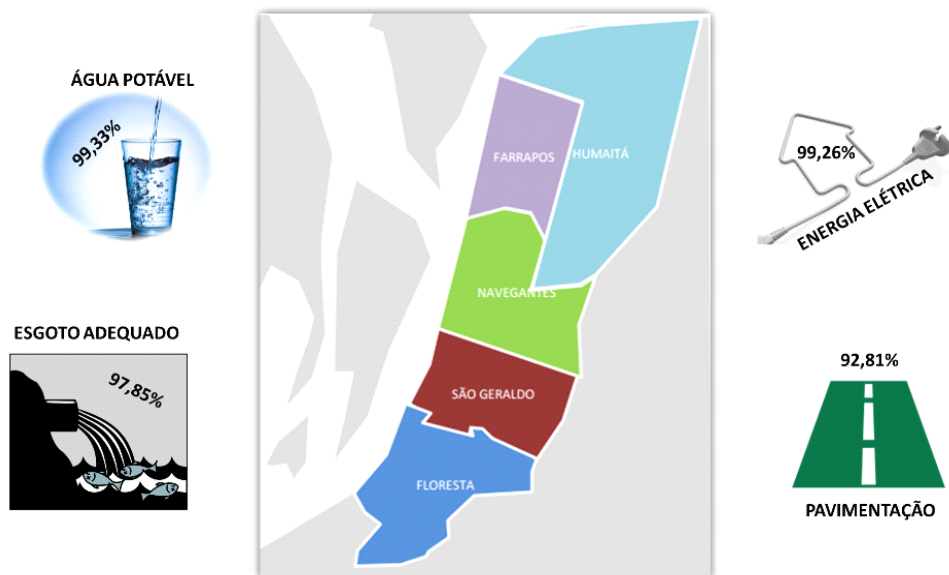 ÁGUA POTÁVEL
99,33%
ESGOTO ADEQUADO
97,85%
FARRAPOS
HUMAITÁ
NAVEGANTES
SÃO GERALDO
FLORESTA
99,26%
ENERGIA ELÉTRICA
92,81%
PAVIMENTAÇÃO